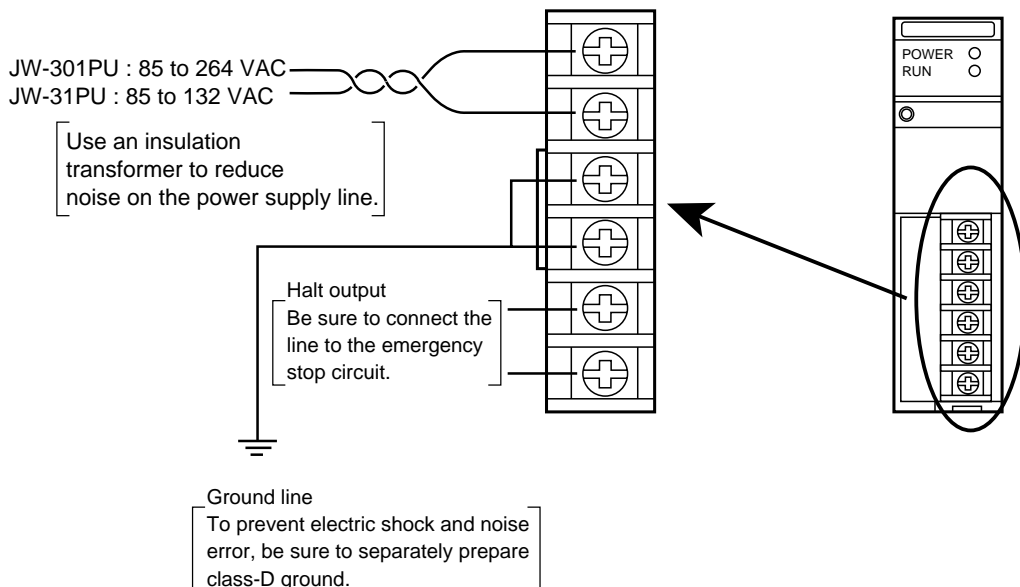 JW-301PU : 85 to 264 VAC
JW-31PU : 85 to 132 VAC
Use an insulation
transformer to reduce
noise on the power supply line.
Halt output
Be sure to connect the
line to the emergency
stop circuit.
Ground line
To prevent electric shock and noise
error, be sure to separately prepare
class-D ground.
POWER
RUN